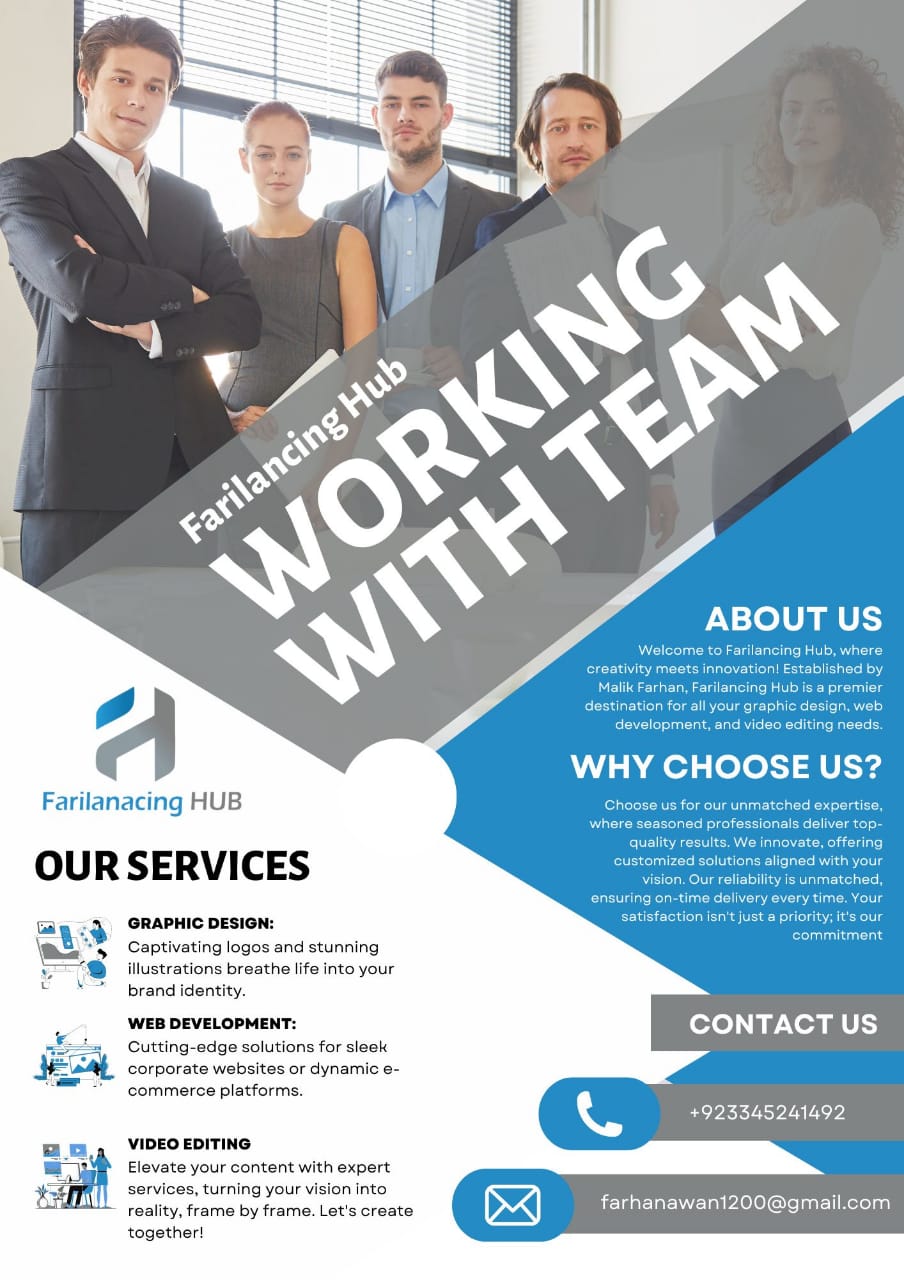 Farilancing Hub
WORKING
WITH TEAM
ABOUT US
Welcome to Farilancing Hub, where
creativity meets innovation! Established by
Malik Farhan, Farilancing Hub is a premier
destination for all your graphic design, web
development, and video editing needs.
WHY CHOOSE US?
Choose us for our unmatched expertise,
where seasoned professionals deliver top-
quality results. We innovate, offering
customized solutions aligned with your
vision. Our reliability is unmatched,
ensuring on-time delivery every time. Your
satisfaction isn't just a priority; it's our
commitment
Farilanacing HUB
OUR SERVICES
GRAPHIC DESIGN:
Captivating logos and stunning
illustrations breathe life into your
brand identity.
WEB DEVELOPMENT:
Cutting-edge solutions for sleek
corporate websites or dynamic e-
commerce platforms.
VIDEO EDITING
Elevate your content with expert
services, turning your vision into
reality, frame by frame. Let's create
together!
CONTACT US
+923345241492
farhanawan1200@gmail.com